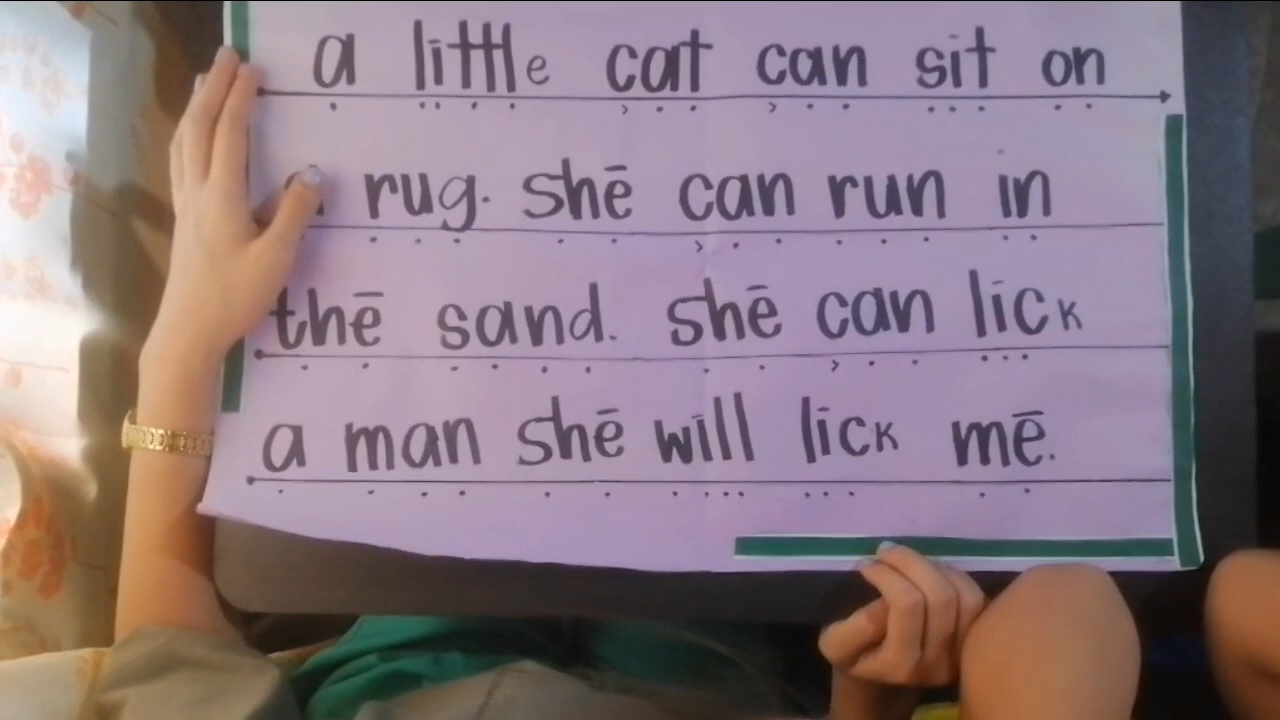 a little cat can sit on
a rug. shē can run in
thē sand. shē can lick
a man shē will lick mē.